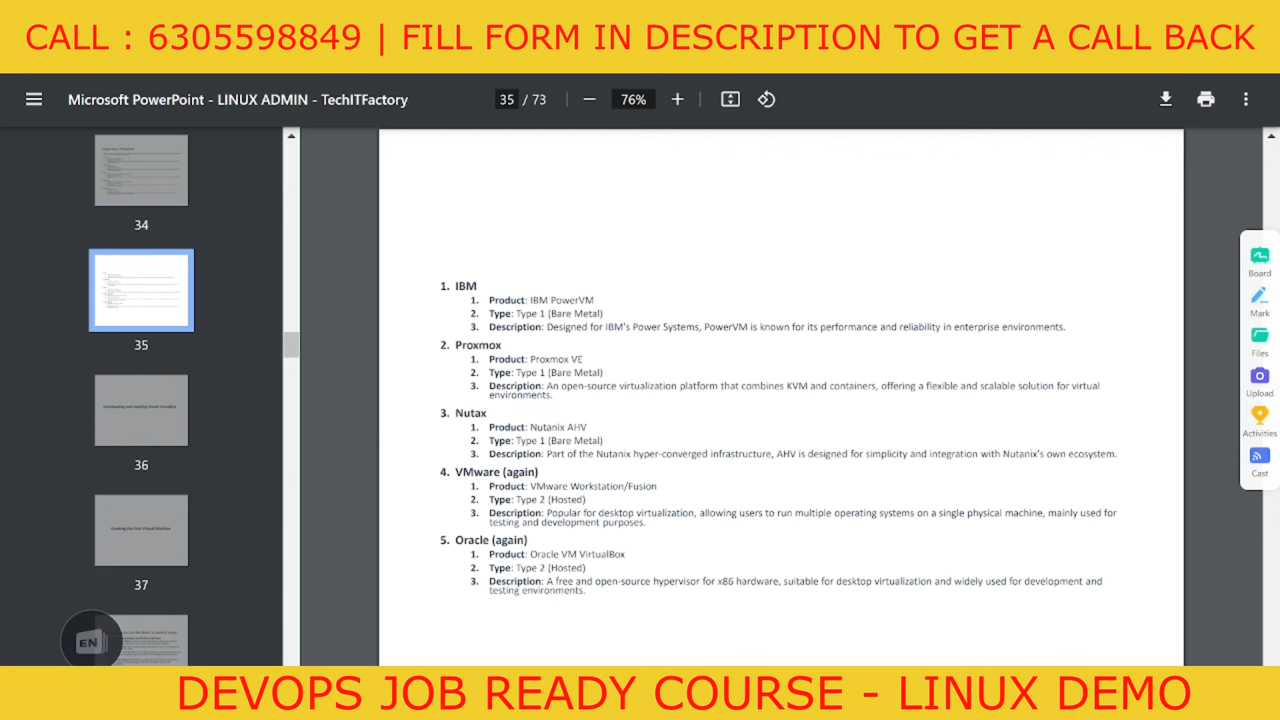 CALL : 6305598849 | FILL FORM IN DESCRIPTION TO GET A CALL BACK
Microsoft PowerPoint - LINUX ADMIN - TechITFactory
35 / 73
76%
34
35
Downloading and Installing Oracle VirtualBox
36
Creating the First Virtual Machine
37
EN
1. IBM
1. Product: IBM PowerVM
2. Type: Type 1 (Bare Metal)
3. Description: Designed for IBM's Power Systems, PowerVM is known for its performance and reliability in enterprise environments.
2. Proxmox
1. Product: Proxmox VE
2. Type: Type 1 (Bare Metal)
3. Description: An open-source virtualization platform that combines KVM and containers, offering a flexible and scalable solution for virtual
environments.
3. Nutax
1. Product: Nutanix AHV
2. Type: Type 1 (Bare Metal)
3. Description: Part of the Nutanix hyper-converged infrastructure, AHV is designed for simplicity and integration with Nutanix's own ecosystem.
4. VMware (again)
1. Product: VMware Workstation/Fusion
2. Type: Type 2 (Hosted)
3. Description: Popular for desktop virtualization, allowing users to run multiple operating systems on a single physical machine, mainly used for
testing and development purposes.
5. Oracle (again)
1. Product: Oracle VM VirtualBox
2. Type: Type 2 (Hosted)
3. Description: A free and open-source hypervisor for x86 hardware, suitable for desktop virtualization and widely used for development and
testing environments.
Board
Mark
Files
Upload
Activities
Cast
DEVOPS JOB READY COURSE - LINUX DEMO